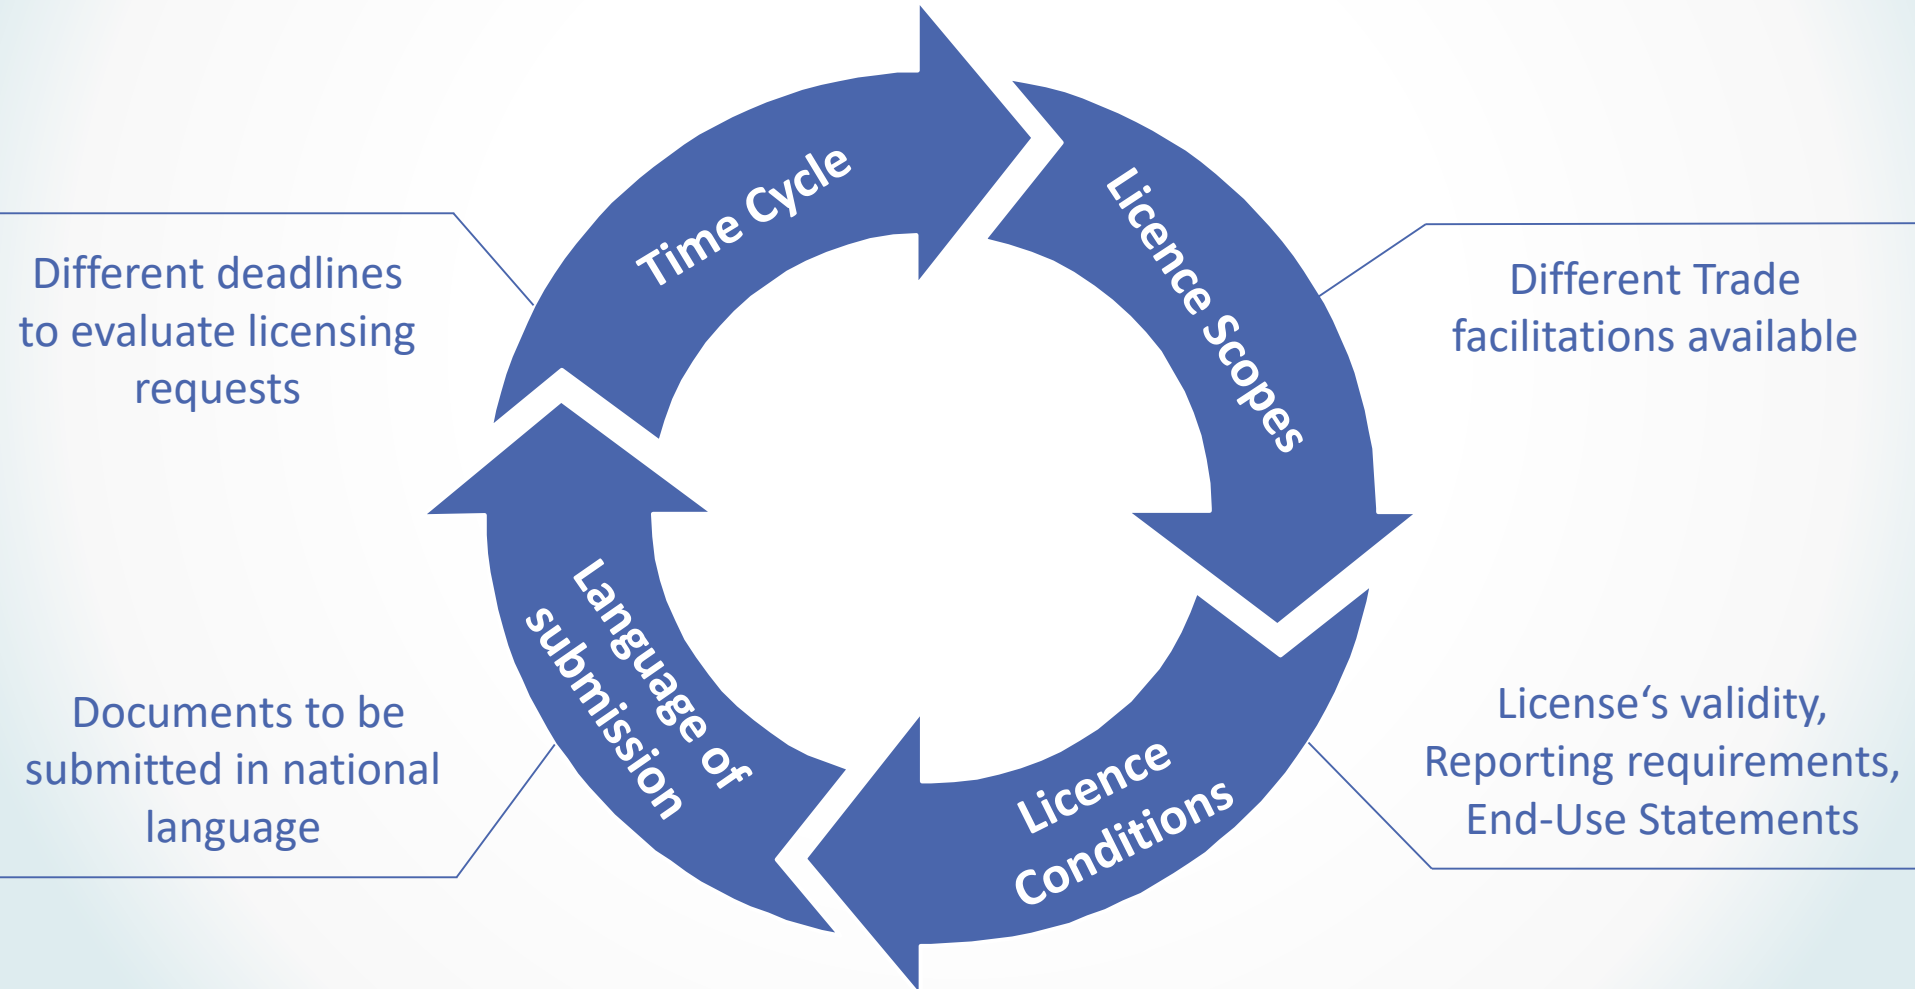 Time Cycle
Licence Scopes
Different deadlines
to evaluate licensing
requests
Different Trade
facilitations available
Language of
submission
Licence
Conditions
Documents to be
submitted in national
language
License‘s validity,
Reporting requirements,
End-Use Statements